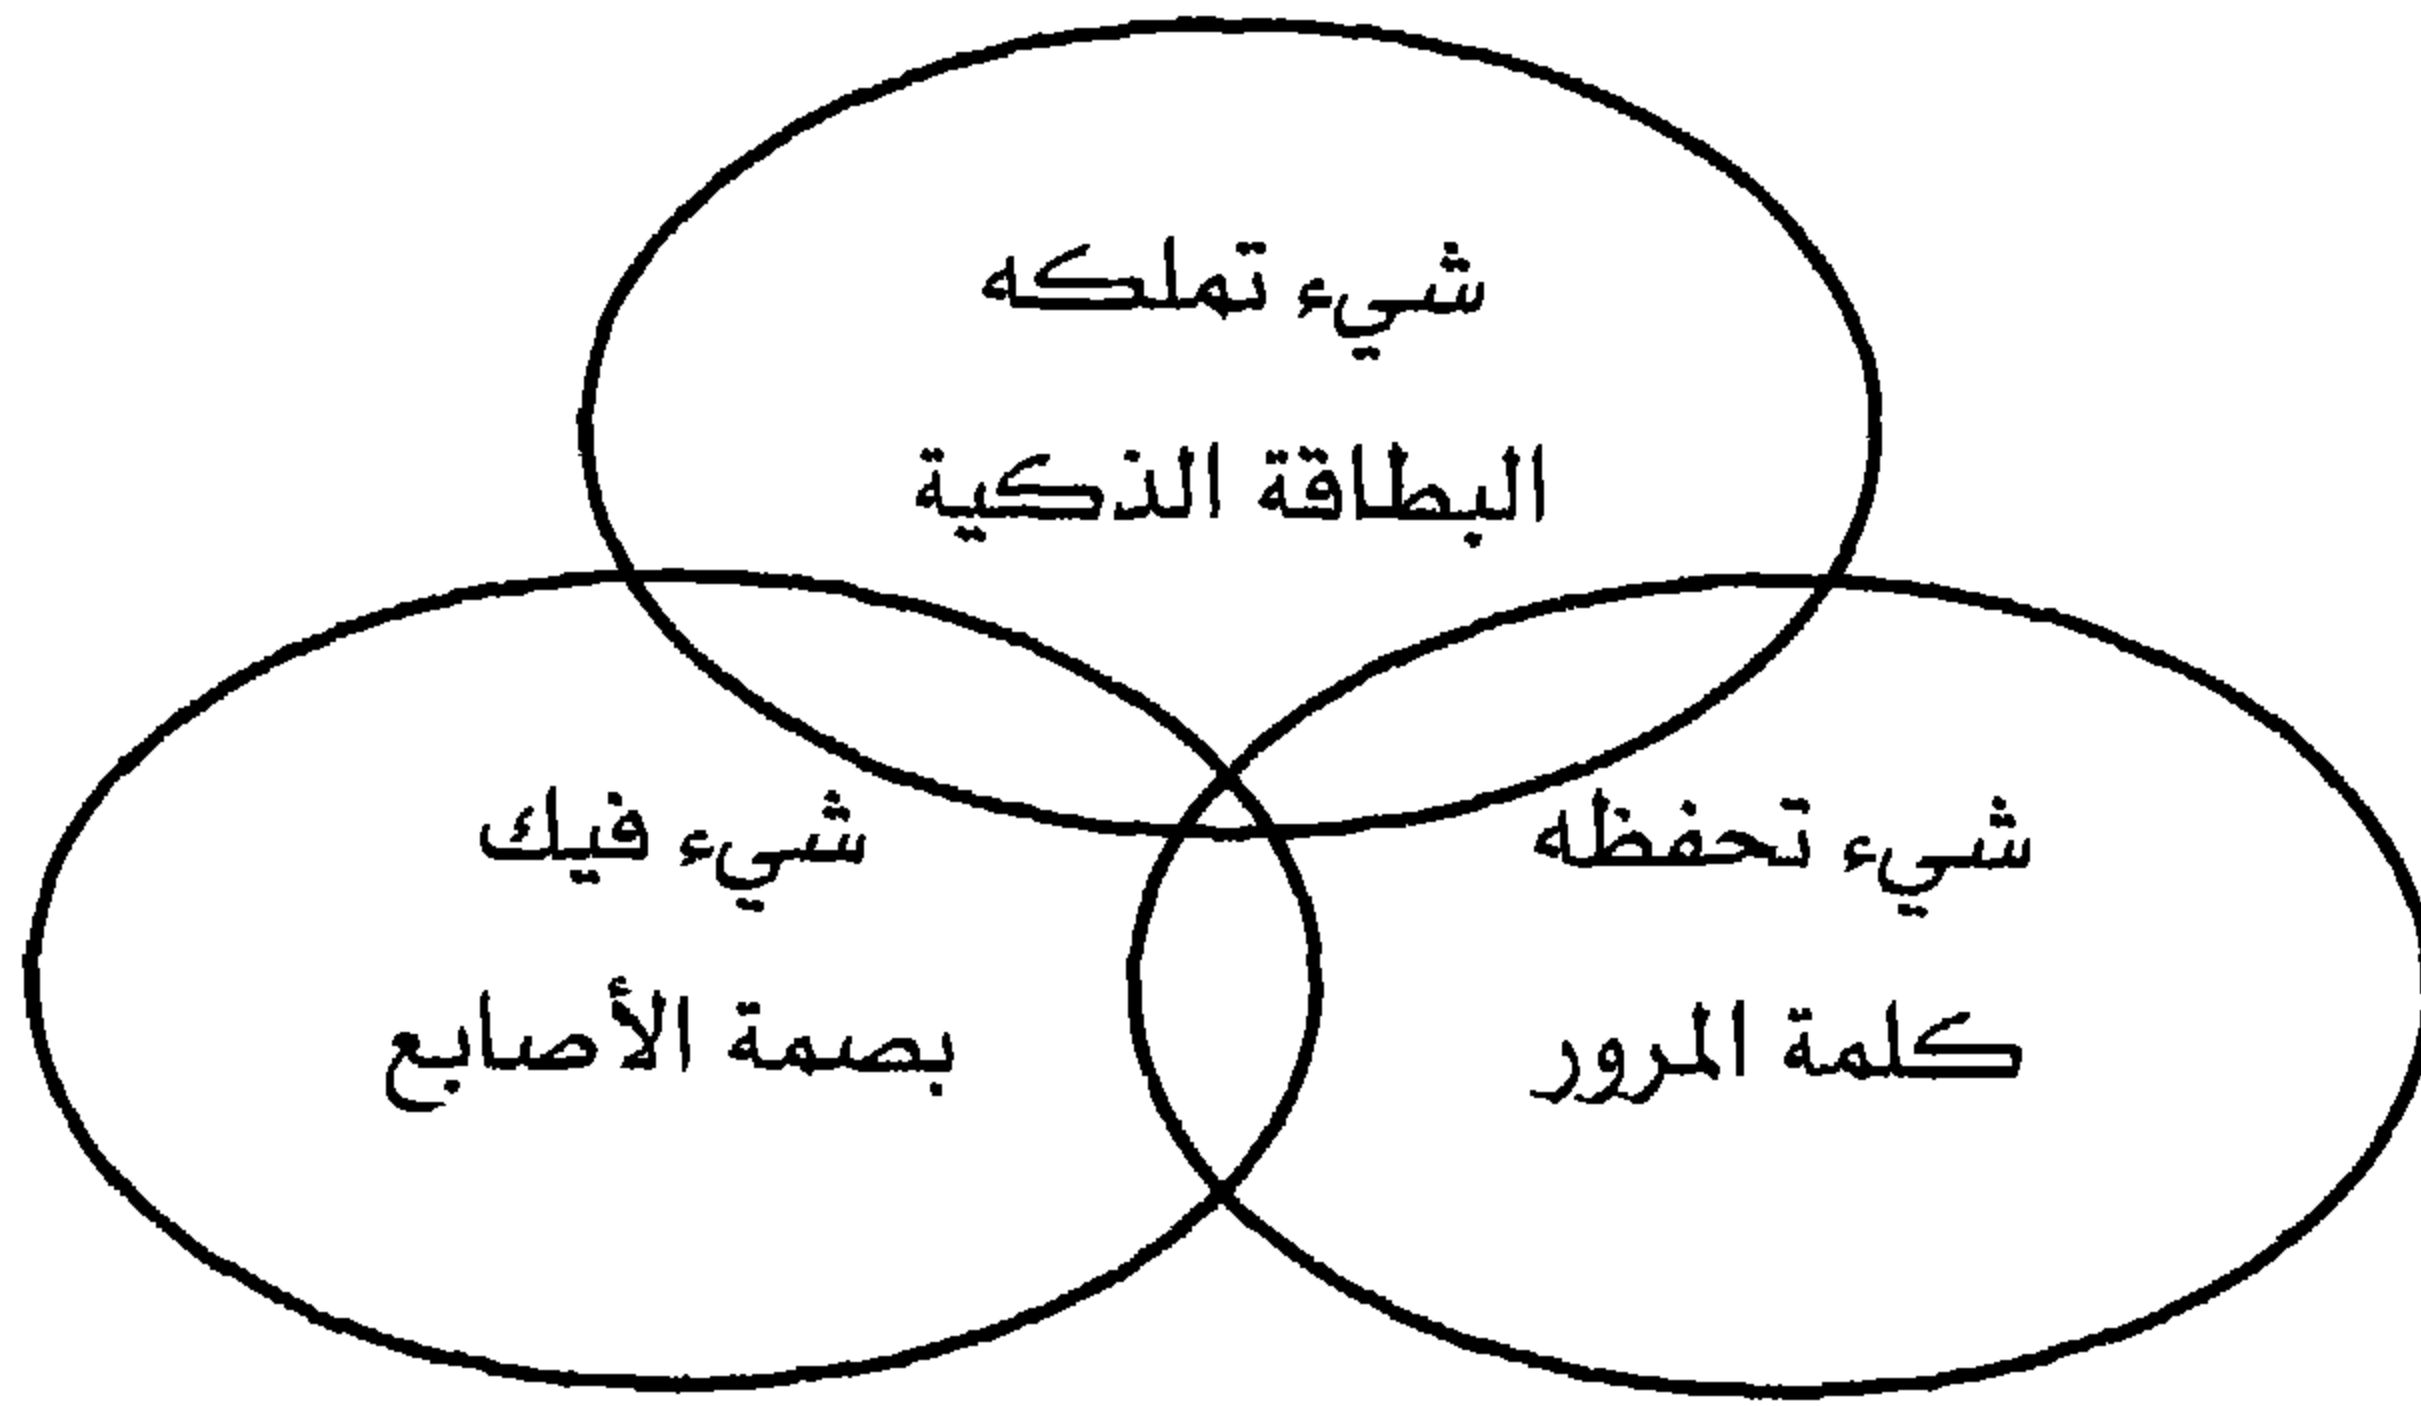 شيء تملكه
البطاقة الذكية
شيء تحفظه
كلمة المرور
شيء فيك
بصمة الأصابع